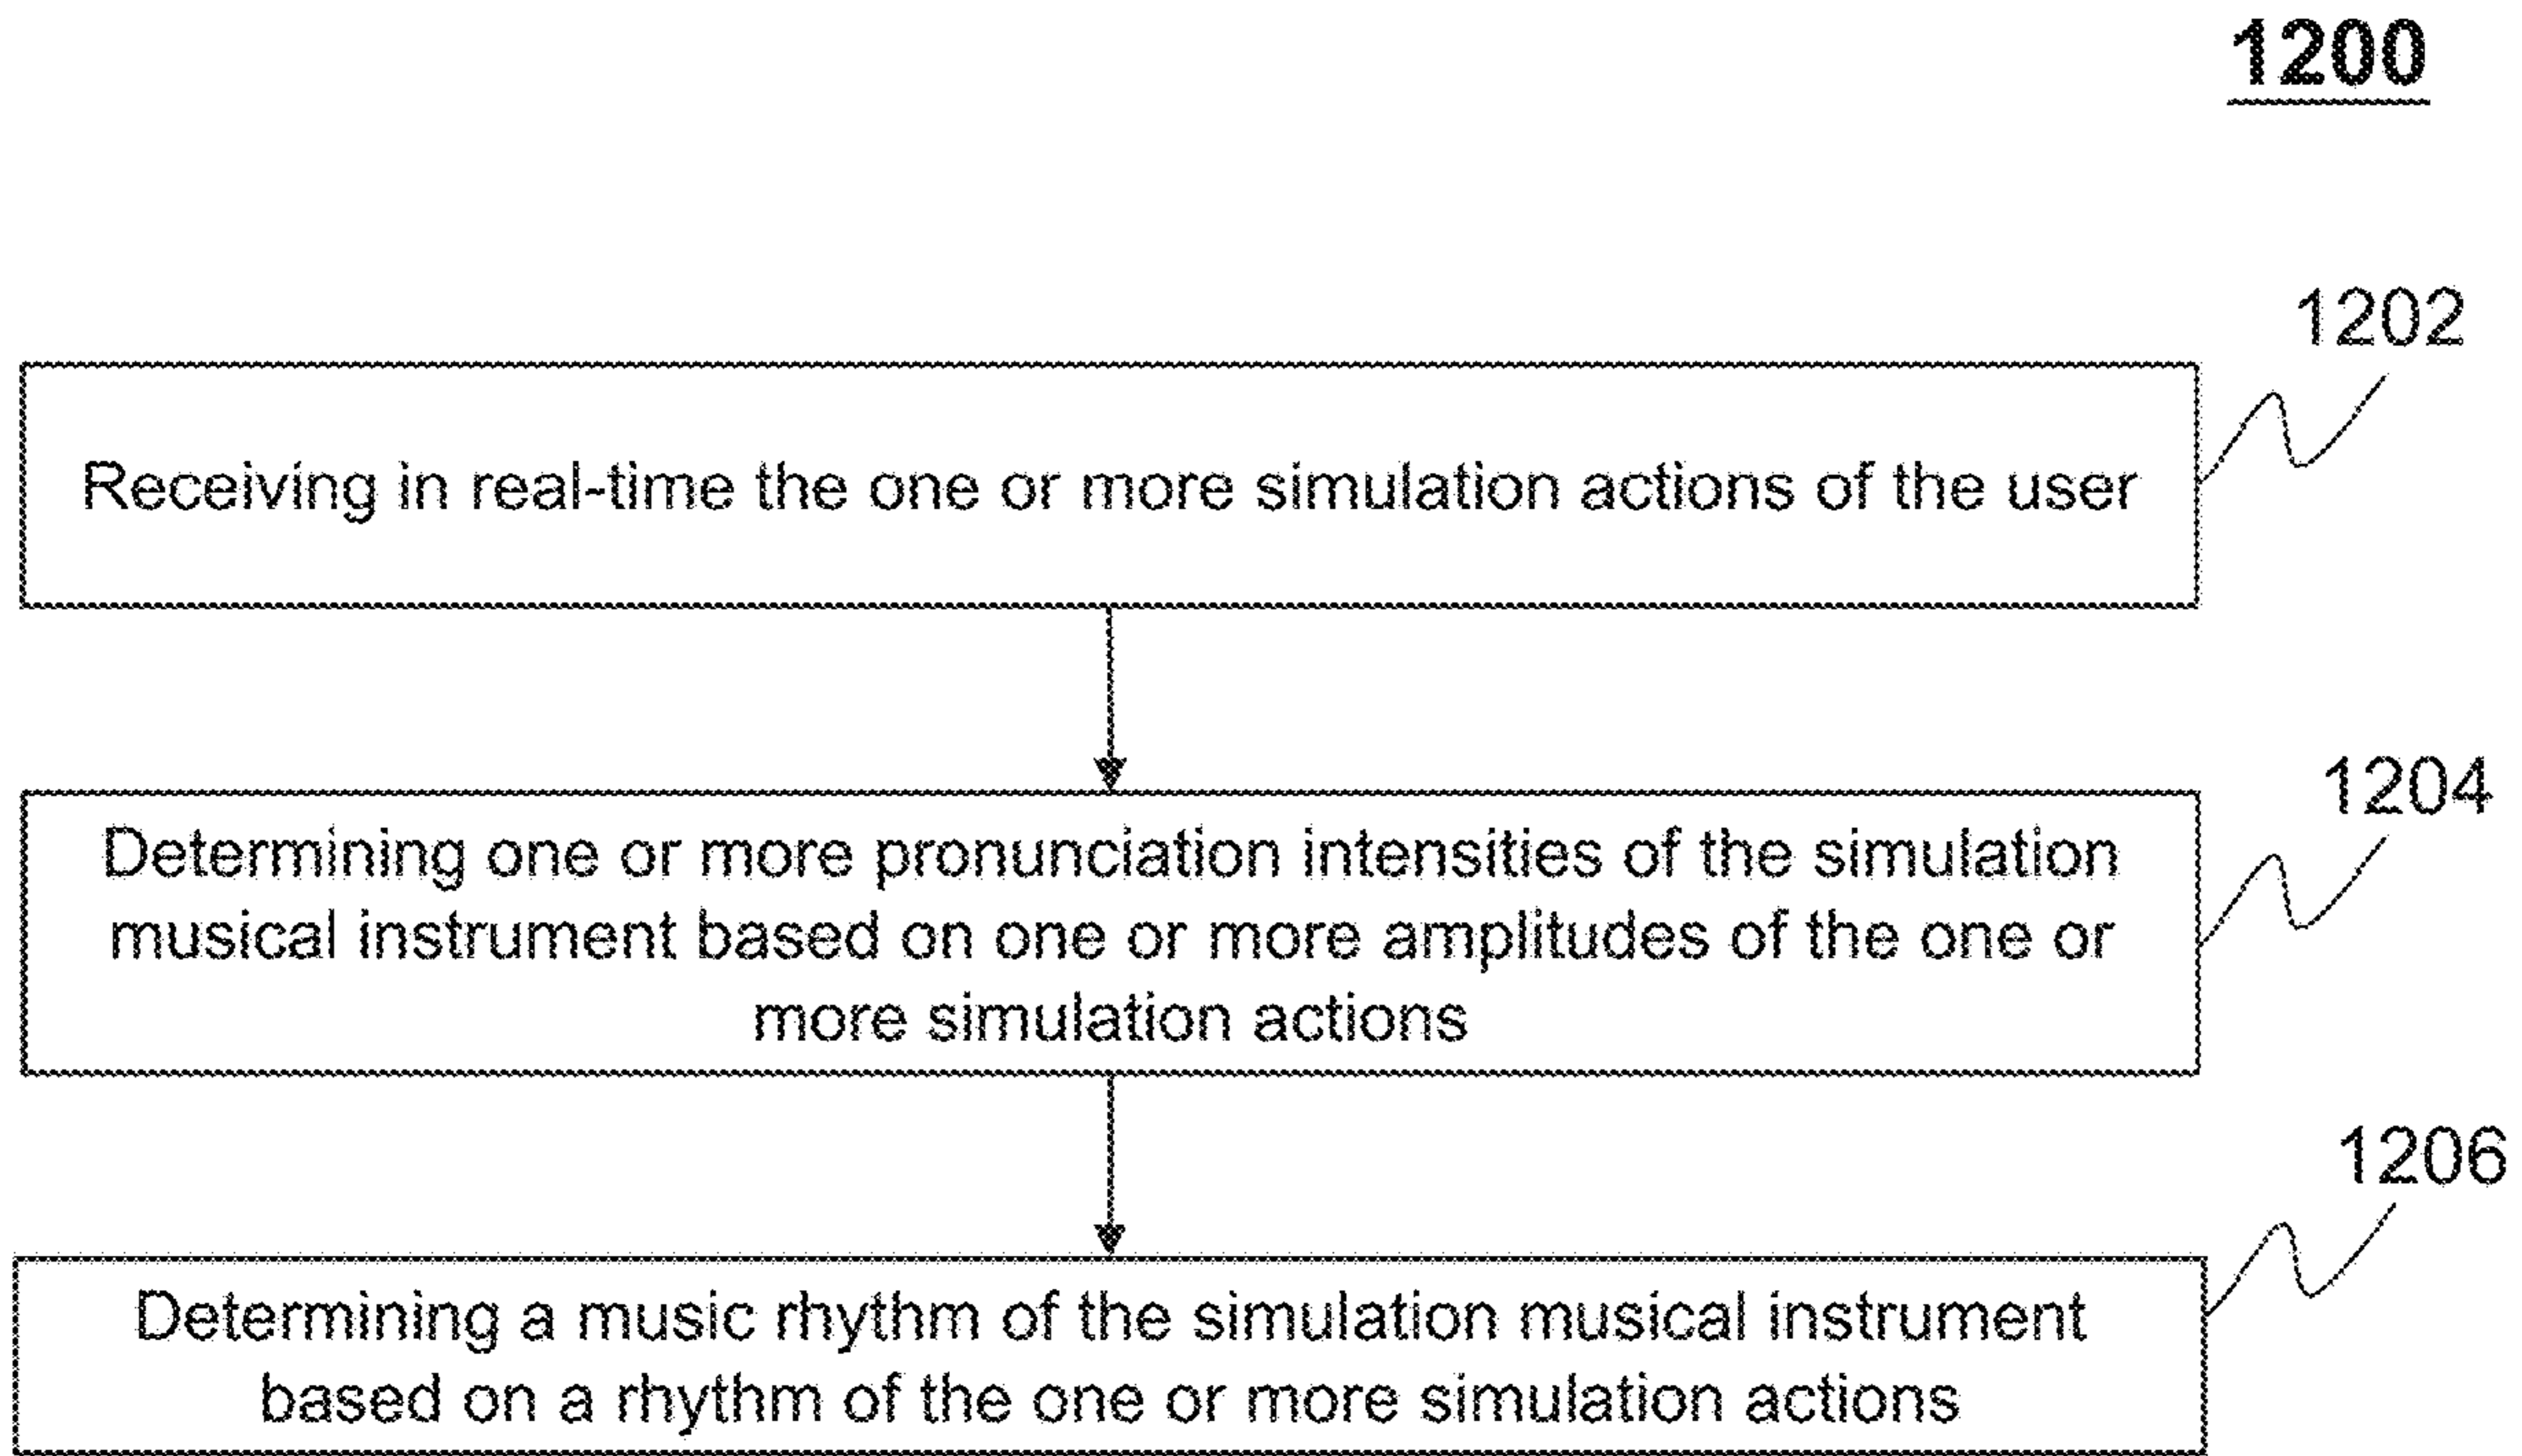 1200
1202
Receiving in real-time the one or more simulation actions of the user
1204
Determining one or more pronunciation intensities of the simulation
musical instrument based on one or more amplitudes of the one or
more simulation actions
1206
Determining a music rhythm of the simulation musical instrument
based on a rhythm of the one or more simulation actions